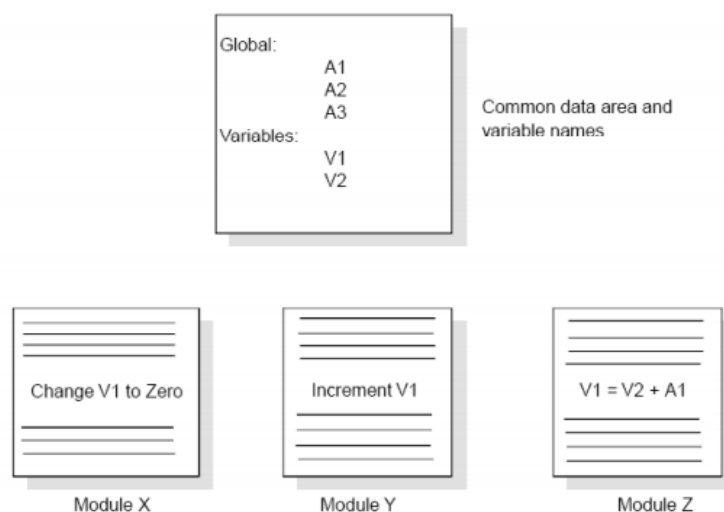 Global:
A1
A2
A3
Variables:
V1
V2
Common data area and
variable names
Change V1 to Zero
Increment V1
V1 = V2 + A1
Module X
Module Y
Module Z